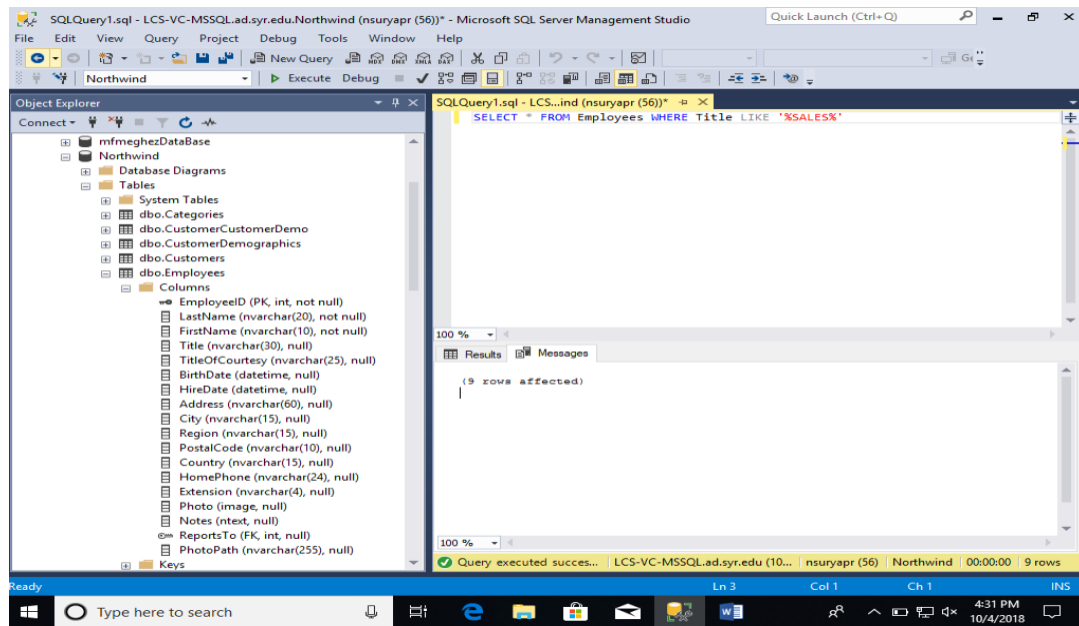 SQLQuery1.sql - LCS-VC-MSSQL.ad.syr.edu.Northwind (nsuryapr (56))* - Microsoft SQL Server Management Studio
Quick Launch (Ctrl+Q)
File Edit View Query Project Debug Tools Window Help
New Query
Northwind
Execute Debug
Object Explorer
Connect
mfmeghezDataBase
Northwind
Database Diagrams
Tables
System Tables
dbo.Categories
dbo.CustomerCustomerDemo
dbo.CustomerDemographics
dbo.Customers
dbo.Employees
Columns
EmployeeID (PK, int, not null)
LastName (nvarchar(20), not null)
FirstName (nvarchar(10), not null)
Title (nvarchar(30), null)
TitleOfCourtesy (nvarchar(25), null)
BirthDate (datetime, null)
HireDate (datetime, null)
Address (nvarchar(60), null)
City (nvarchar(15), null)
Region (nvarchar(15), null)
PostalCode (nvarchar(10), null)
Country (nvarchar(15), null)
HomePhone (nvarchar(24), null)
Extension (nvarchar(4), null)
Photo (image, null)
Notes (ntext, null)
ReportsTo (FK, int, null)
PhotoPath (nvarchar(255), null)
Keys
SQLQuery1.sql - LCS...ind (nsuryapr (56))*
SELECT * FROM Employees WHERE Title LIKE '%SALES%'
100 %
Results Messages
(9 rows affected)
100 %
Query executed succes... LCS-VC-MSSQL.ad.syr.edu (10... nsuryapr (56) Northwind 00:00:00 9 rows
Ready Ln 3 Col 1 Ch 1 INS
Type here to search
4:31 PM
10/4/2018